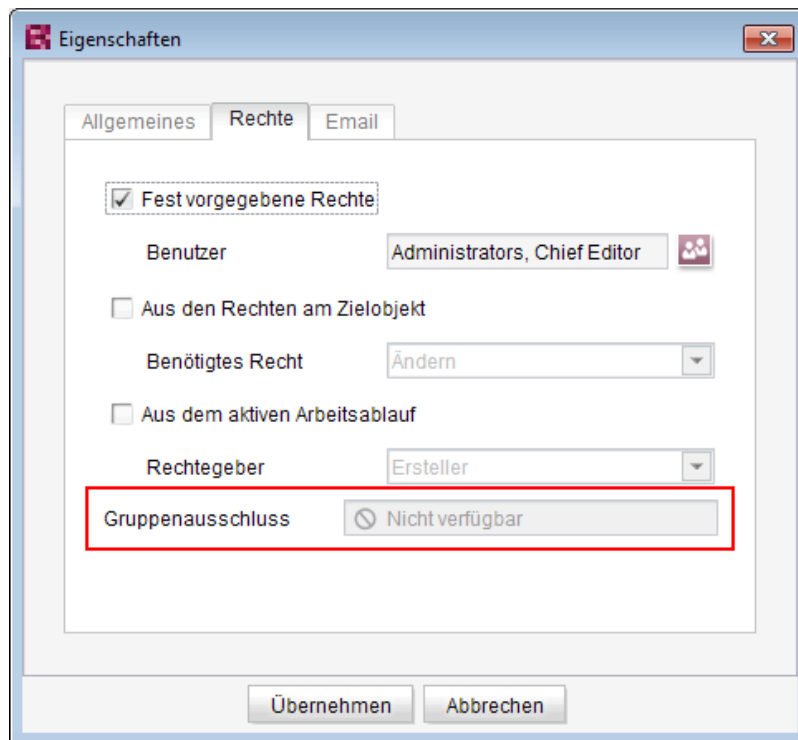 Eigenschaften
Allgemeines Rechte Email
Fest vorgegebene Rechte
Benutzer Administrators, Chief Editor
Aus den Rechten am Zielobjekt
Benötigtes Recht Ändern
Aus dem aktiven Arbeitsablauf
Rechtegeber Ersteller
Gruppenausschluss Nicht verfügbar
Übernehmen Abbrechen